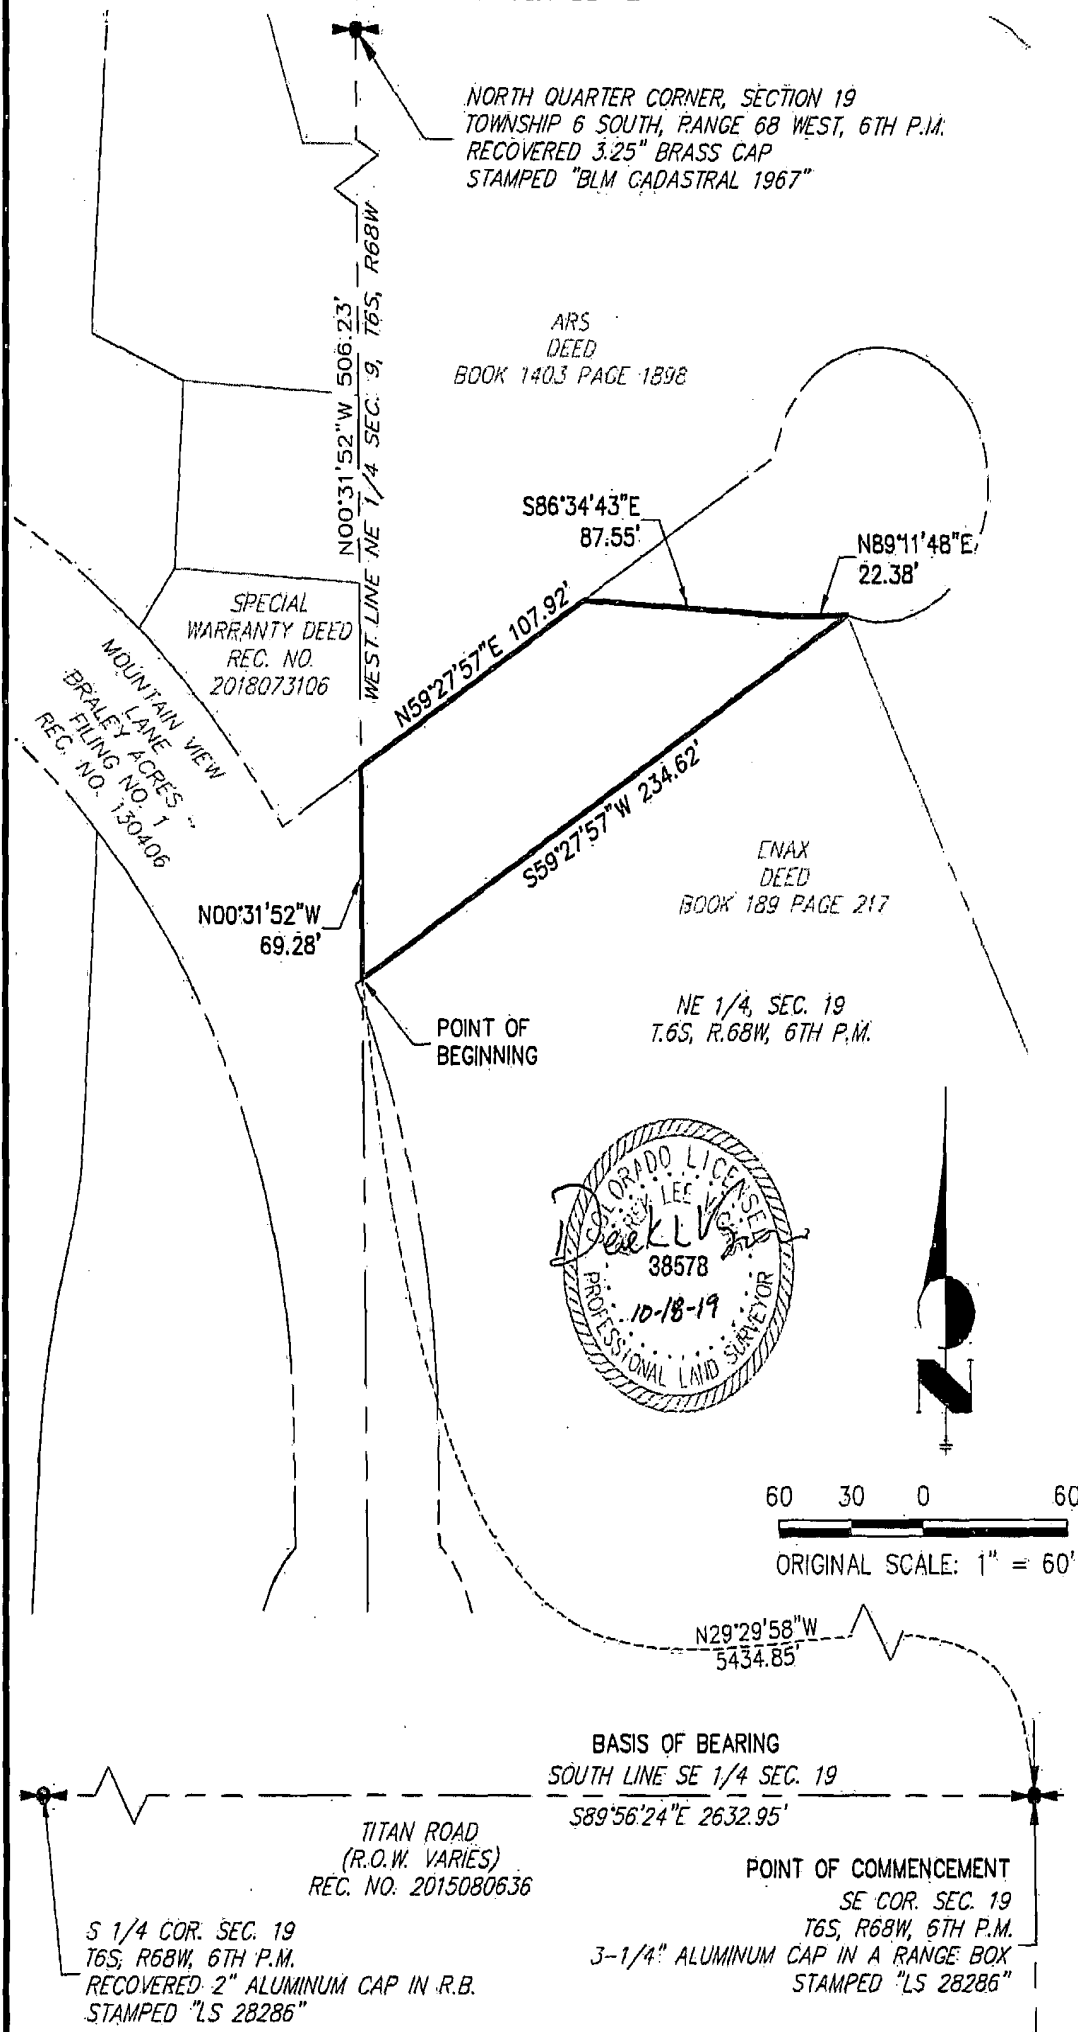 NORTH QUARTER CORNER, SECTION 19
TOWNSHIP 6 SOUTH, RANGE 68 WEST, 6TH P.M.
RECOVERED 3.25" BRASS CAP
STAMPED "BLM CADASTRAL 1967"
N00°31'52"W 506.23'
WEST LINE NE 1/4 SEC. 9, T6S, R68W
ARS
DEED
BOOK 1403 PAGE 1898
S86°34'43"E
87.55'
N89°11'48"E
22.38'
SPECIAL
WARRANTY DEED
REC. NO.
2018073106
N59°27'57"E 107.92'
MOUNTAIN VIEW
LANE
BRALEY ACRES
FILING NO. 1
REC. NO. 130406
S59°27'57"W 234.62'
ENAX
DEED
BOOK 189 PAGE 217
N00°31'52"W
69.28'
NE 1/4, SEC. 19
T.6S, R.68W, 6TH P.M.
POINT OF
BEGINNING
COLORADO LICENSED
LEE
38578
10-18-19
PROFESSIONAL LAND SURVEYOR
N
60 30 0 60
ORIGINAL SCALE: 1" = 60'
N29°29'58"W
5434.85'
BASIS OF BEARING
SOUTH LINE SE 1/4 SEC. 19
S89°56'24"E 2632.95'
TITAN ROAD
(R.O.W. VARIES)
REC. NO. 2015080636
POINT OF COMMENCEMENT
SE COR. SEC. 19
T6S, R68W, 6TH P.M.
3-1/4" ALUMINUM CAP IN A RANGE BOX
STAMPED "LS 28286"
S 1/4 COR. SEC. 19
T6S, R68W, 6TH P.M.
RECOVERED 2" ALUMINUM CAP IN R.B.
STAMPED "LS 28286"